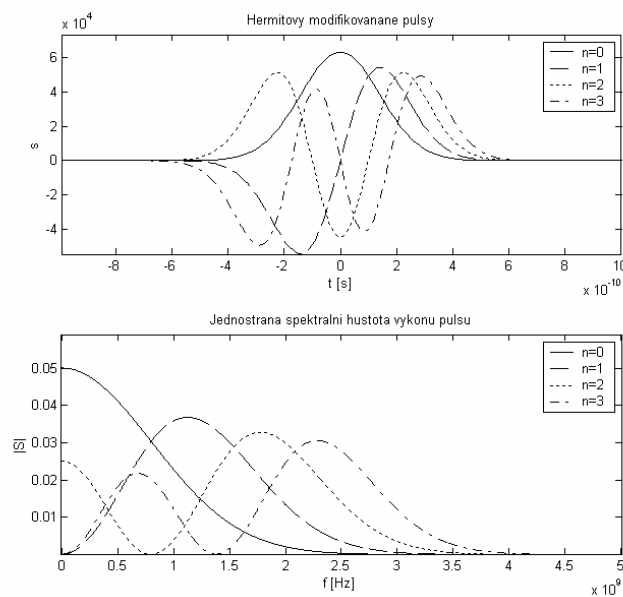 x 10^4
Hermitovy modifikovanane pulsy
6
4
2
0
-2
-4
s
n=0
n=1
n=2
n=3
-8
-6
-4
-2
0
2
4
6
8
10
t [s]
x 10^-10
Jednostrana spektralni hustota vykonu pulsu
0.05
0.04
0.03
0.02
0.01
|S|
n=0
n=1
n=2
n=3
0
0.5
1
1.5
2
2.5
3
3.5
4
4.5
5
f [Hz]
x 10^9